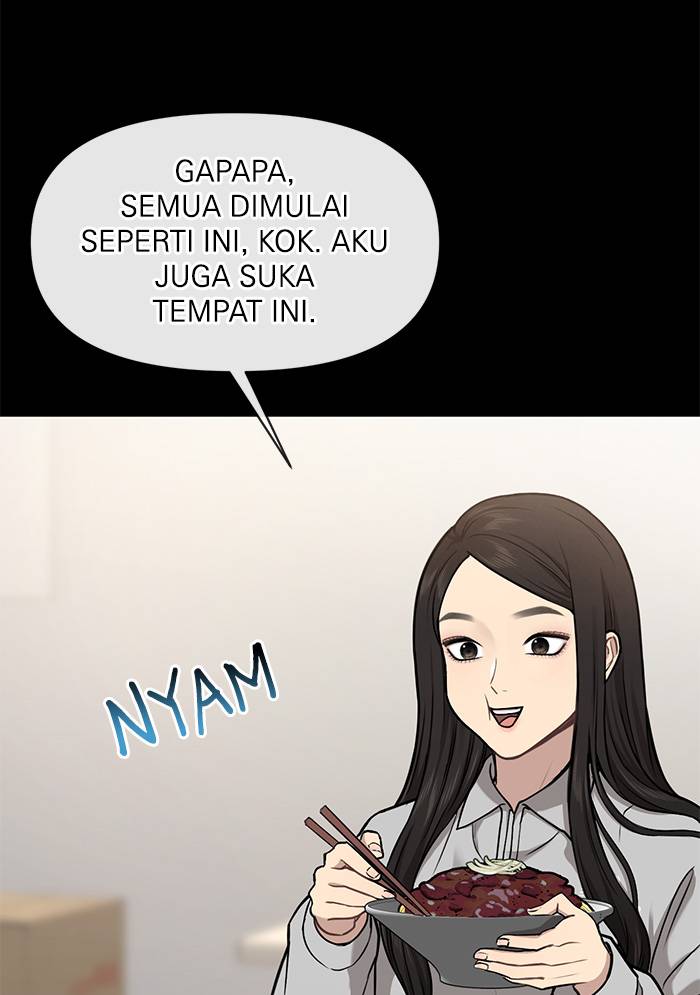 GAPAPA,
SEMUA DIMULAI
SEPERTI INI, KOK. AKU
JUGA SUKA
TEMPAT INI.
NYAM